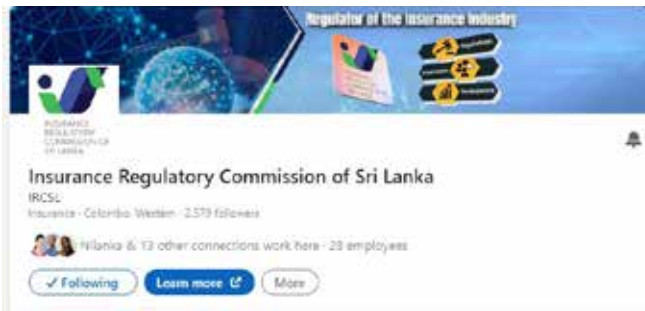 Regulator of the Insurance Industry
INSURANCE
REGULATORY
COMMISSION OF
SRI LANKA
Insurance Regulatory Commission of Sri Lanka
IRCSL
Insurance · Colombo, Western · 2,579 followers
Nilanka & 13 other connections work here · 28 employees
✓ Following
Learn more
More